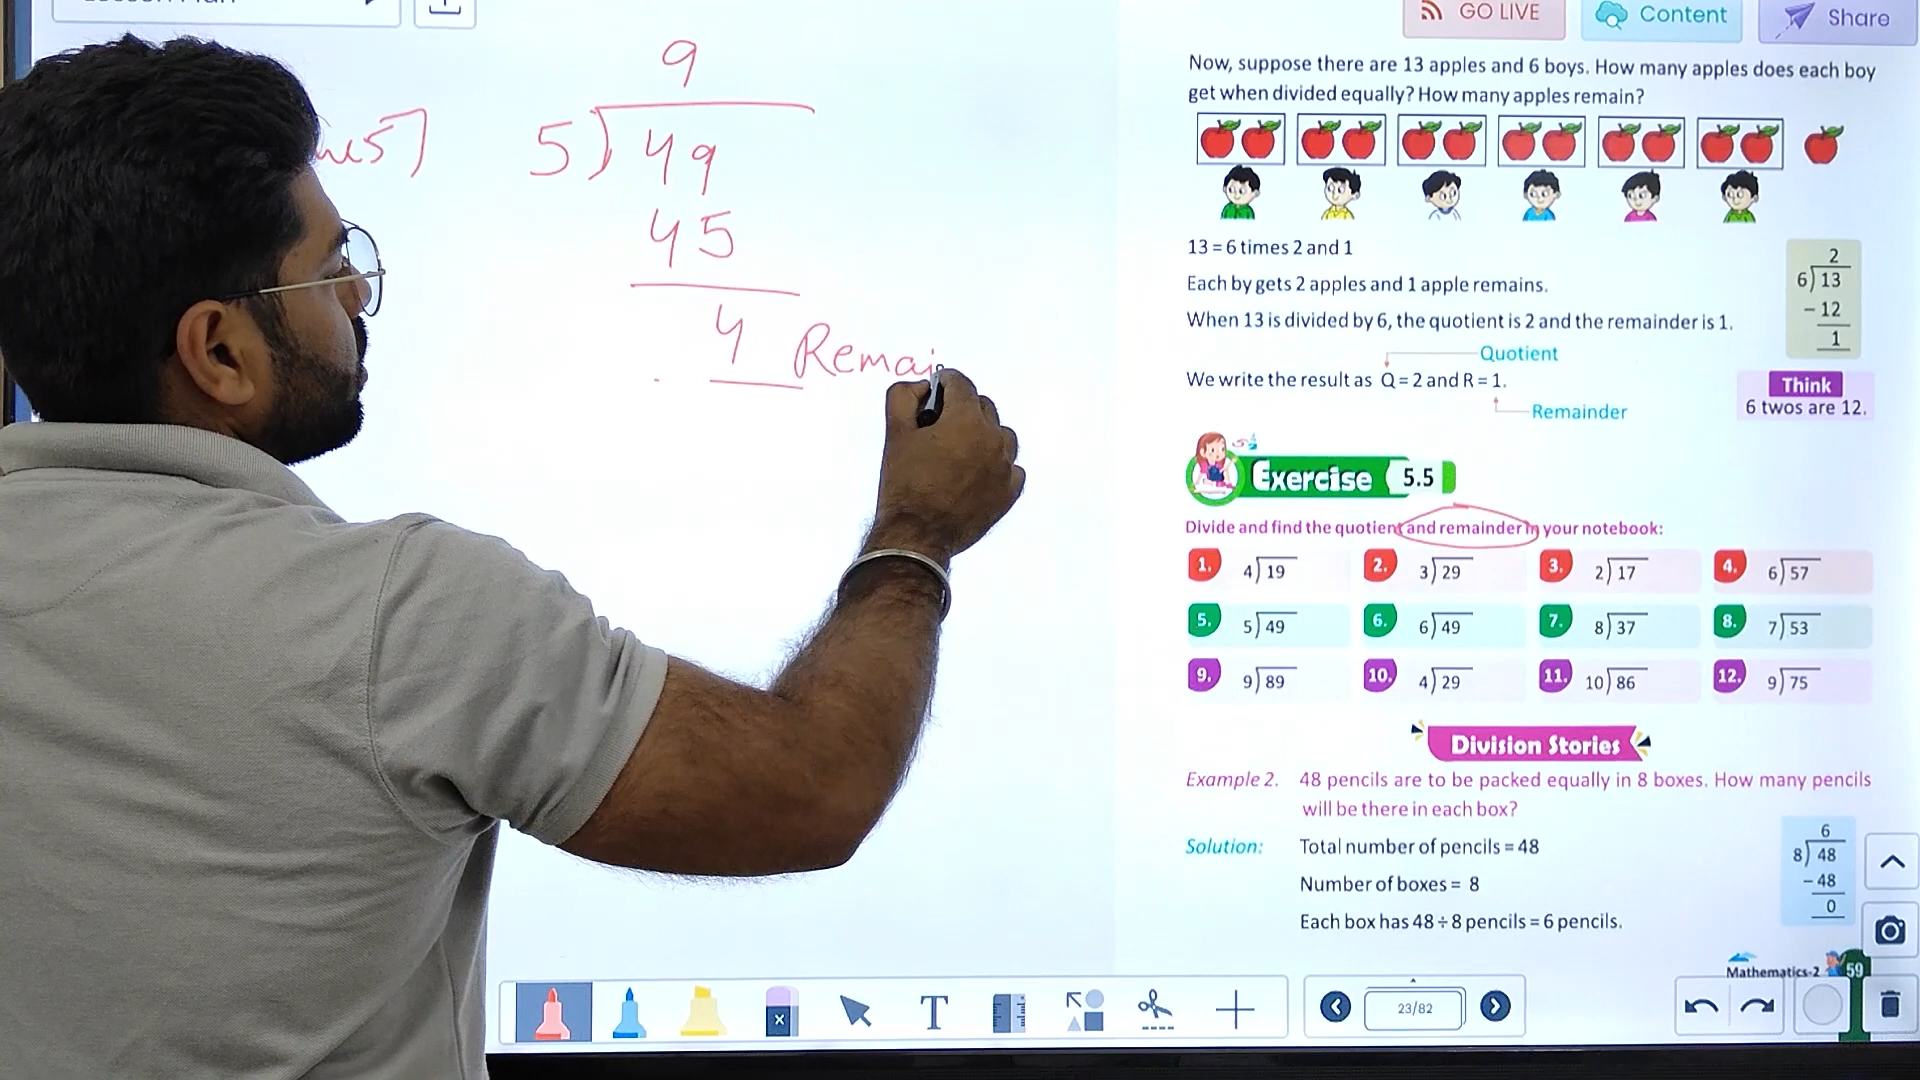 9
5) 49
45
4 Remai
GO LIVE
Content
Share
Now, suppose there are 13 apples and 6 boys. How many apples does each boy
get when divided equally? How many apples remain?
13 = 6 times 2 and 1
Each by gets 2 apples and 1 apple remains.
When 13 is divided by 6, the quotient is 2 and the remainder is 1.
Quotient
We write the result as Q = 2 and R = 1.
Remainder
2
6) 13
- 12
1
Think
6 twos are 12.
Exercise 5.5
Divide and find the quotient and remainder in your notebook:
1. 4) 19 2. 3) 29 3. 2) 17 4. 6) 57
5. 5) 49 6. 6) 49 7. 8) 37 8. 7) 53
9. 9) 89 10. 4) 29 11. 10) 86 12. 9) 75
Division Stories
Example 2. 48 pencils are to be packed equally in 8 boxes. How many pencils
will be there in each box?
Solution: Total number of pencils = 48
Number of boxes = 8
Each box has 48 ÷ 8 pencils = 6 pencils.
6
8) 48
- 48
0
Mathematics-2 59
T
23/82